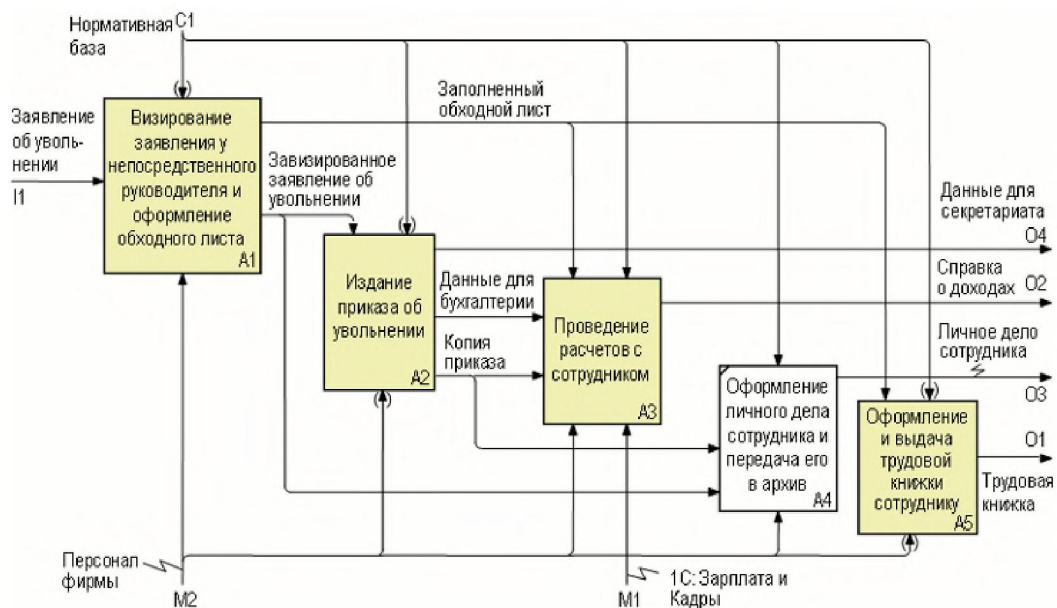 Нормативная
база
C1
Заявление
об уволь-
нении
I1
Визирование
заявления у
непосредственного
руководителя и
оформление
обходного листа
A1
Заполненный
обходной лист
Завизированное
заявление об
увольнении
Издание
приказа об
увольнении
A2
Данные для
бухгалтерии
Копия
приказа
Проведение
расчетов с
сотрудником
A3
Оформление
личного дела
сотрудника и
передача его
в архив
A4
Оформление
и выдача
трудовой
книжки
сотруднику
A5
Данные для
секретариата
O4
Справка
о доходах
O2
Личное дело
сотрудника
O3
O1
Трудовая
книжка
Персонал
фирмы
M2
M1
1С: Зарплата и
Кадры